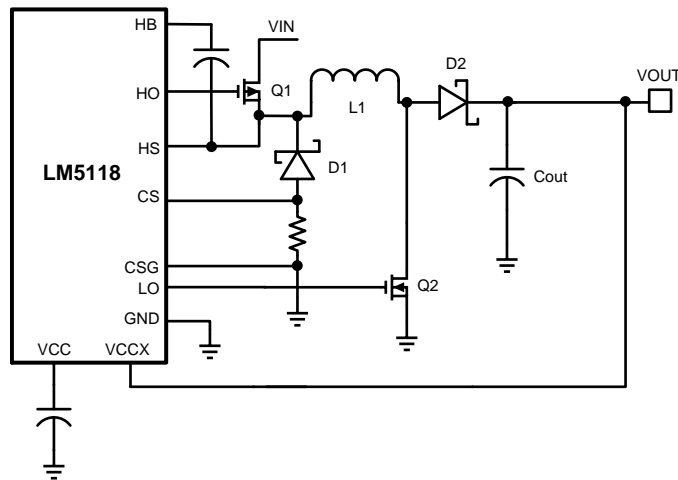 HB
VIN
D2
VOUT
HO
Q1
L1
HS
LM5118
D1
Cout
CS
CSG
LO
Q2
GND
VCC
VCCX